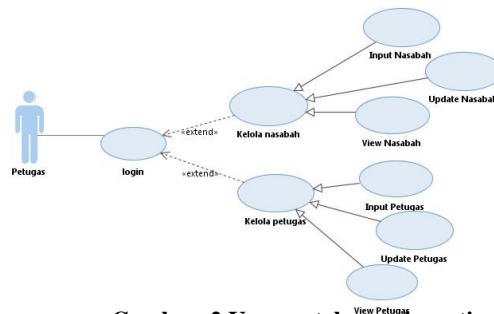 Input Nasabah
Update Nasabah
Kelola nasabah
«extend»
View Nasabah
Petugas
login
«extend»
Input Petugas
Kelola petugas
Update Petugas
View Petugas